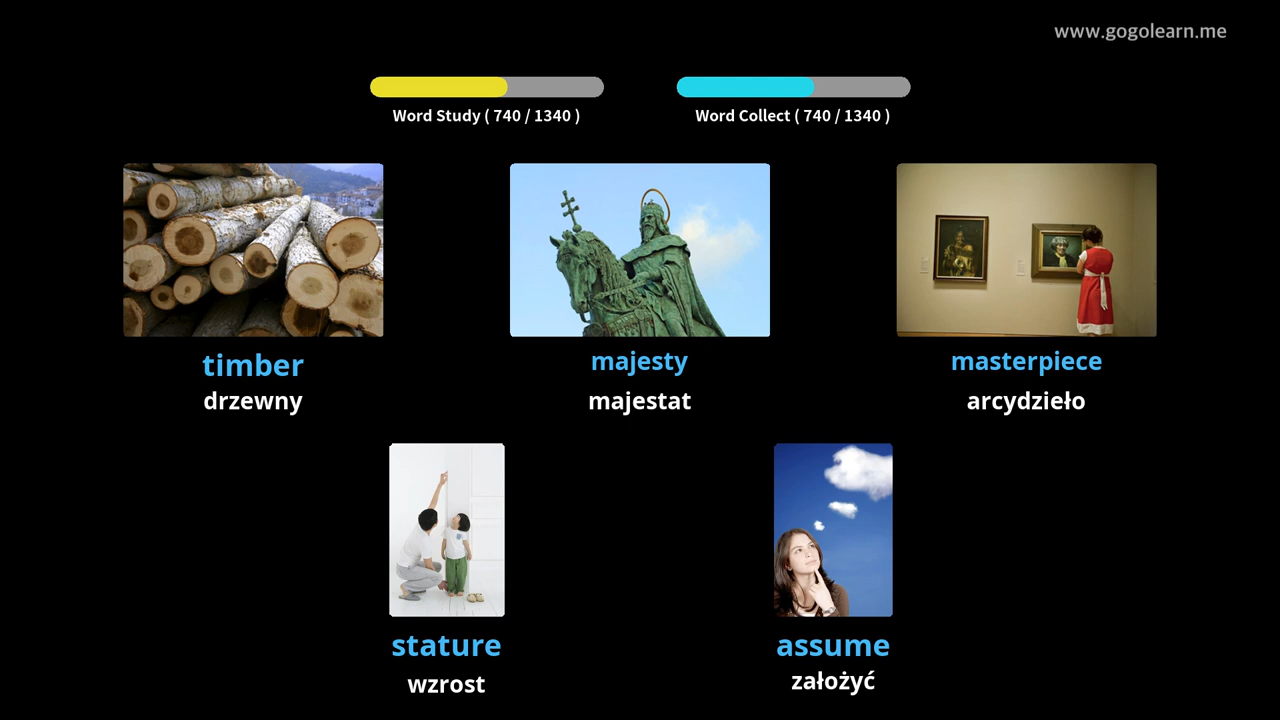 www.gogolearn.me
Word Study ( 740 / 1340 )
Word Collect ( 740 / 1340 )
timber
drzewny
majesty
majestat
masterpiece
arcydzieło
stature
wzrost
assume
założyć